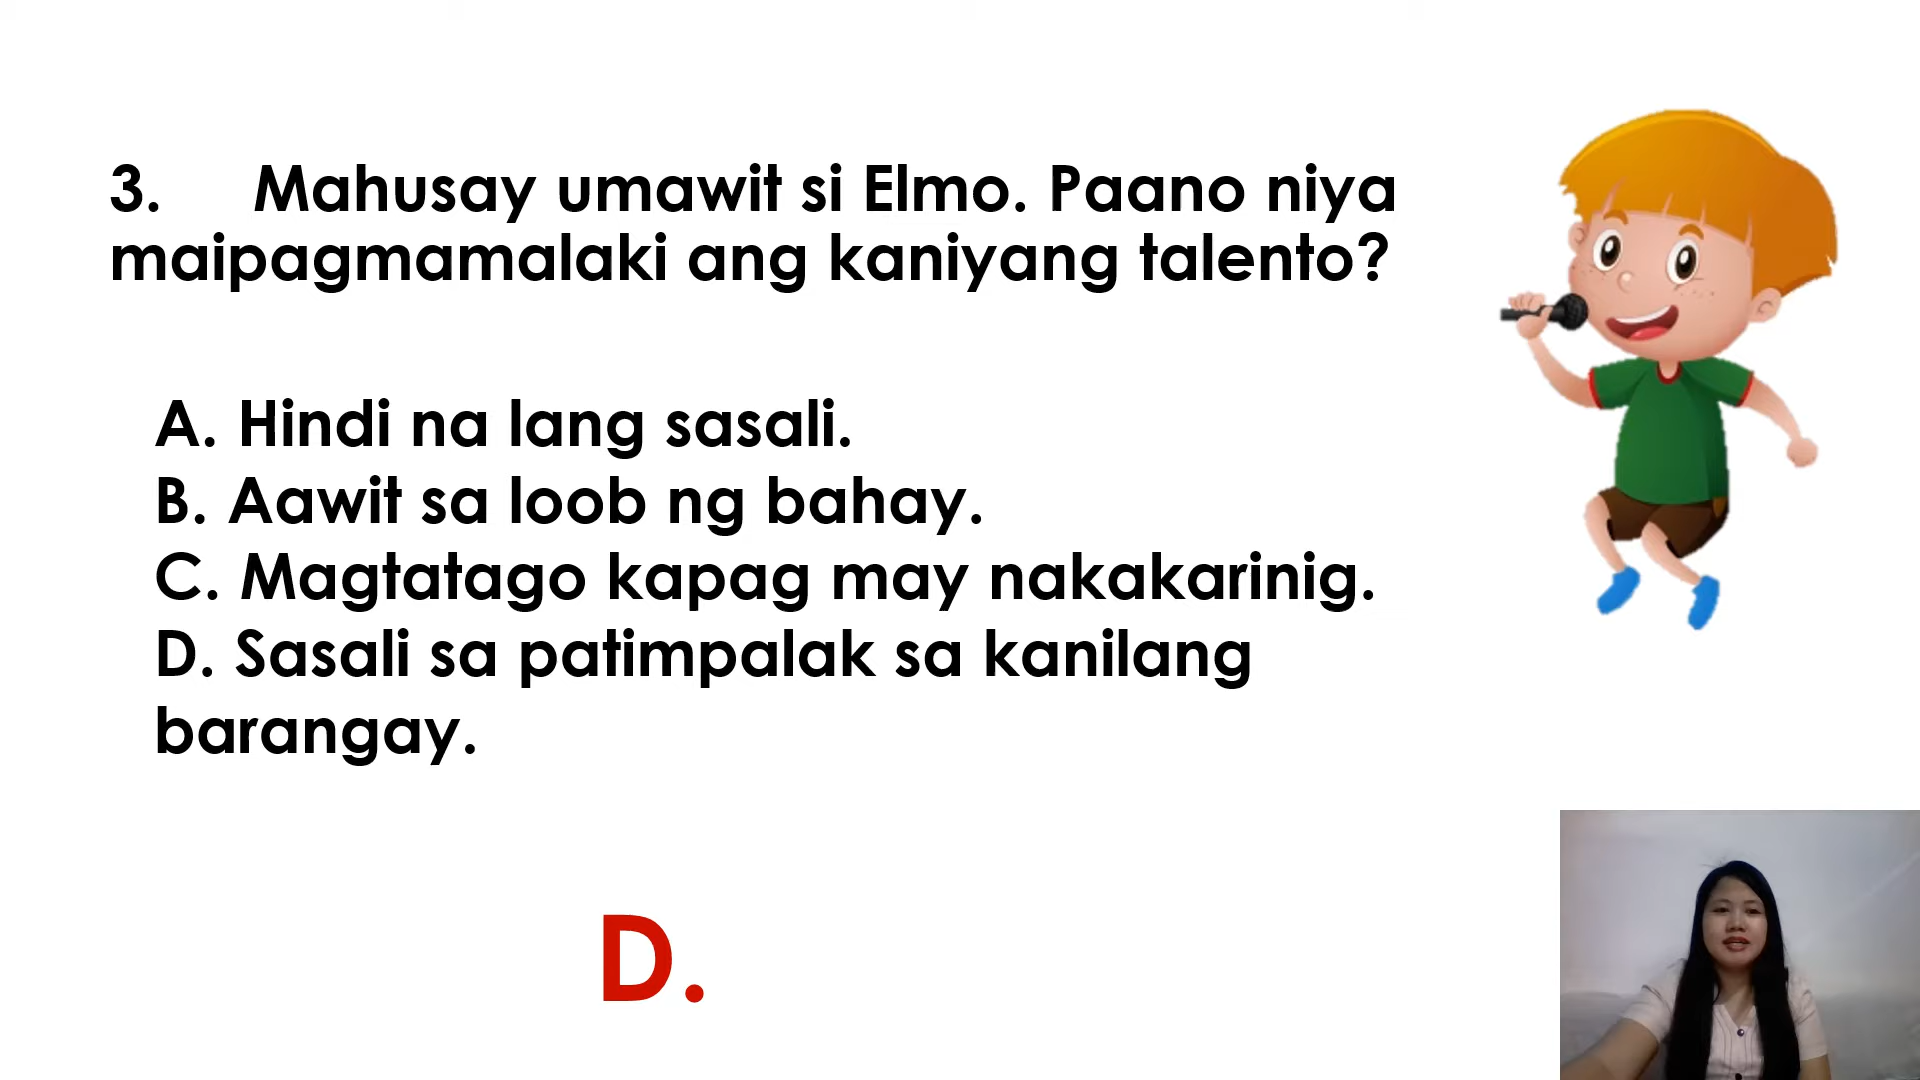 3. Mahusay umawit si Elmo. Paano niya
maipagmamalaki ang kaniyang talento?
A. Hindi na lang sasali.
B. Aawit sa loob ng bahay.
C. Magtatago kapag may nakakarinig.
D. Sasali sa patimpalak sa kanilang
barangay.
D.